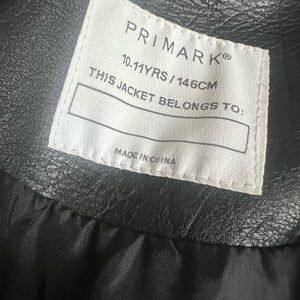 PRIMARK®
10.11YRS / 146CM
THIS JACKET BELONGS TO:
MADE IN CHINA